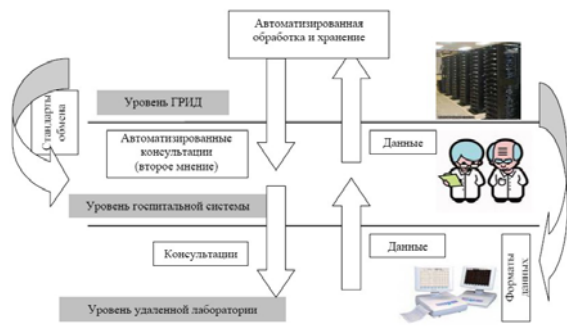 Автоматизированная
обработка и хранение
Уровень ГРИД
Стандарты
обмена
Автоматизированные
консультации
(второе мнение)
Данные
Уровень госпитальной системы
Консультации
Данные
Форматы
данных
Уровень удаленной лаборатории